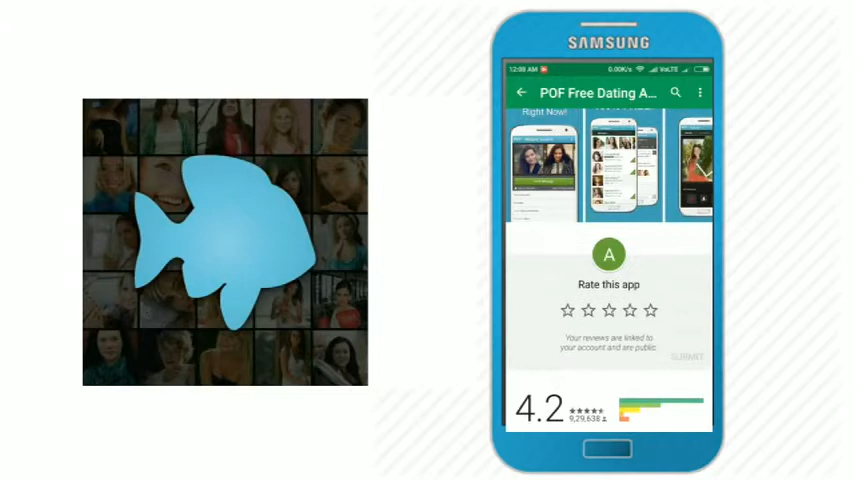 SAMSUNG
12:08 AM 0.00K/s VoLTE
POF Free Dating A...
Right Now!
A
Rate this app
Your reviews are linked to
your account and are public.
4.2
9,29,638